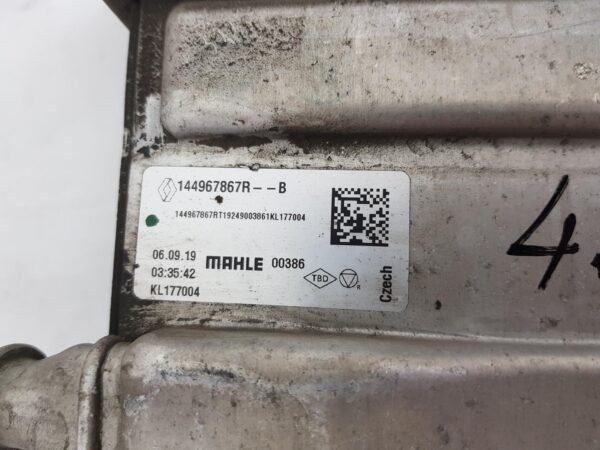 144967867R--B
144967867RT19249003861KL177004
06.09.19
03:35:42
KL177004
MAHLE 00386
TBD
R
Czech
4.